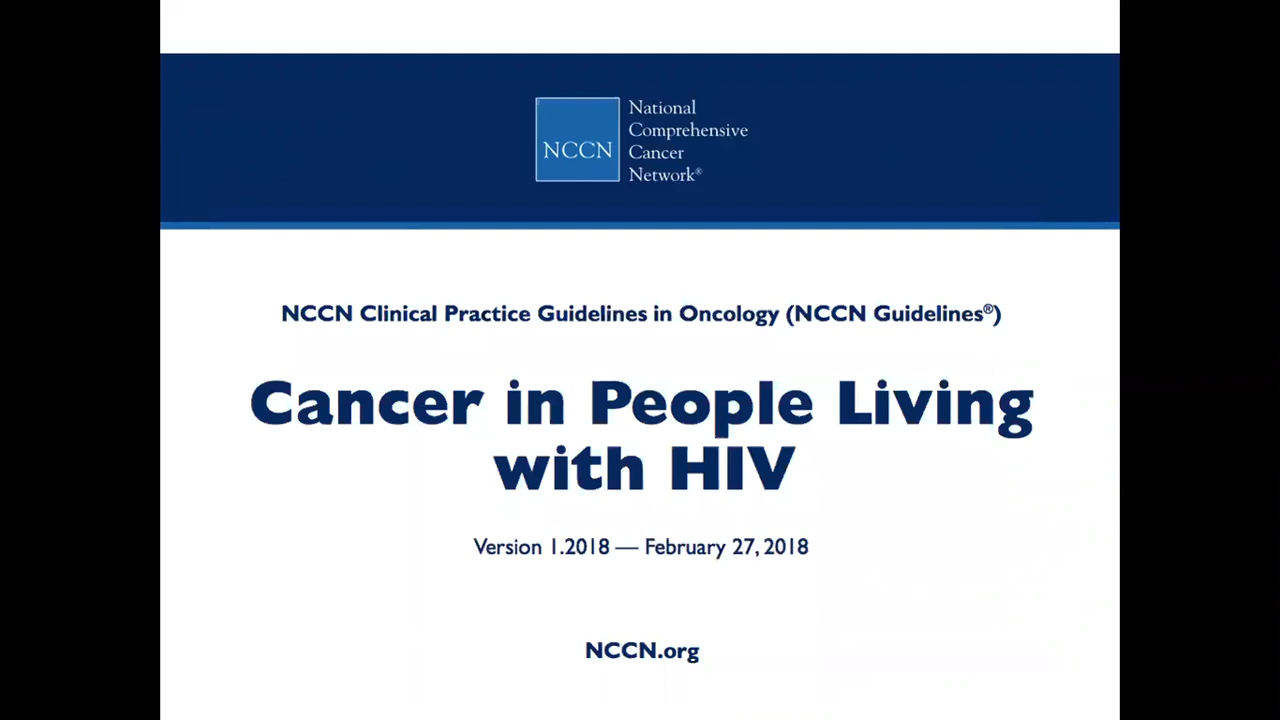 NCCN
National
Comprehensive
Cancer
Network®
NCCN Clinical Practice Guidelines in Oncology (NCCN Guidelines®)
Cancer in People Living
with HIV
Version 1.2018 — February 27, 2018
NCCN.org